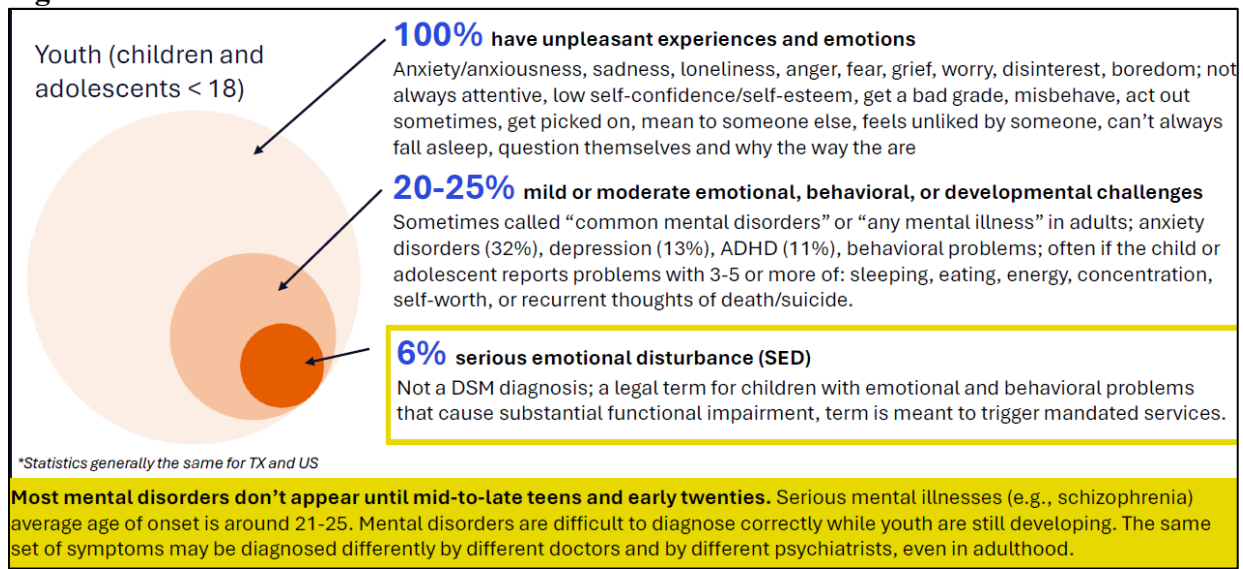 Youth (children and
adolescents < 18)
100% have unpleasant experiences and emotions
Anxiety/anxiousness, sadness, loneliness, anger, fear, grief, worry, disinterest, boredom; not
always attentive, low self-confidence/self-esteem, get a bad grade, misbehave, act out
sometimes, get picked on, mean to someone else, feels unliked by someone, can’t always
fall asleep, question themselves and why the way the are
20-25% mild or moderate emotional, behavioral, or developmental challenges
Sometimes called “common mental disorders” or “any mental illness” in adults; anxiety
disorders (32%), depression (13%), ADHD (11%), behavioral problems; often if the child or
adolescent reports problems with 3-5 or more of: sleeping, eating, energy, concentration,
self-worth, or recurrent thoughts of death/suicide.
6% serious emotional disturbance (SED)
Not a DSM diagnosis; a legal term for children with emotional and behavioral problems
that cause substantial functional impairment, term is meant to trigger mandated services.
*Statistics generally the same for TX and US
Most mental disorders don’t appear until mid-to-late teens and early twenties. Serious mental illnesses (e.g., schizophrenia)
average age of onset is around 21-25. Mental disorders are difficult to diagnose correctly while youth are still developing. The same
set of symptoms may be diagnosed differently by different doctors and by different psychiatrists, even in adulthood.